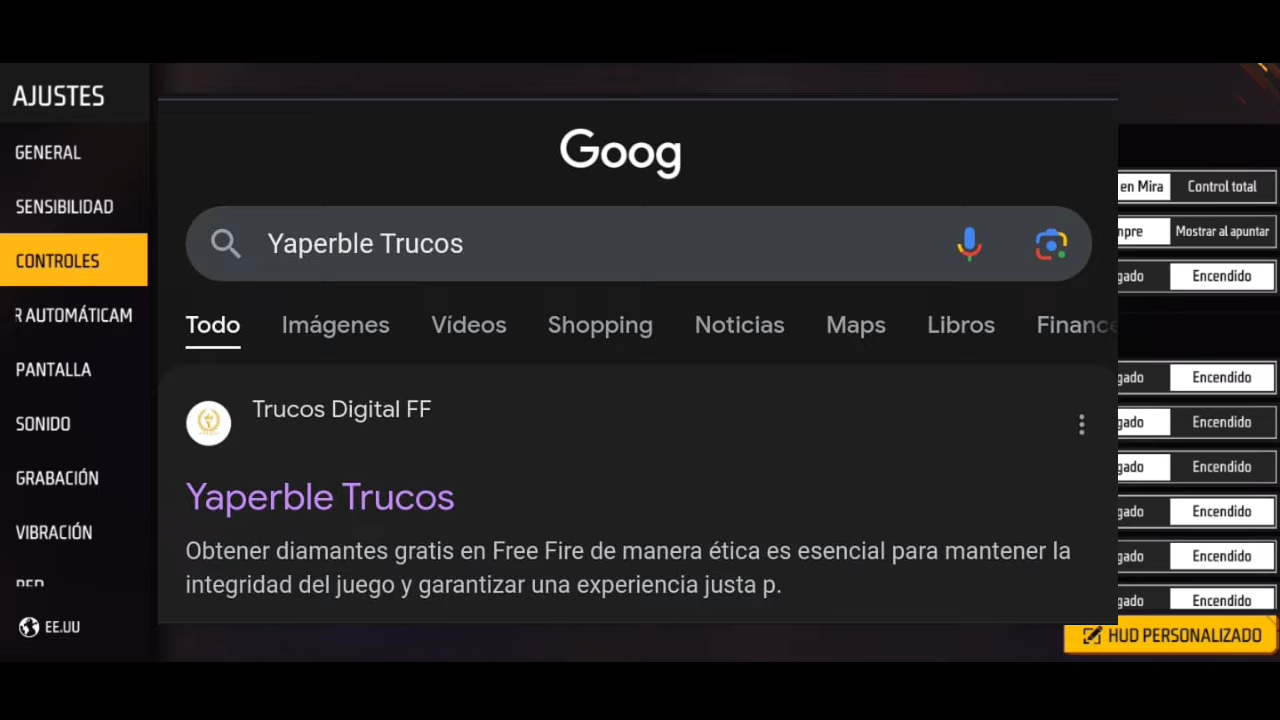 AJUSTES
GENERAL
SENSIBILIDAD
CONTROLES
R AUTOMÁTICAM
PANTALLA
SONIDO
GRABACIÓN
VIBRACIÓN
EE.UU
Goog
Yaperble Trucos
Todo Imágenes Vídeos Shopping Noticias Maps Libros Finance
Trucos Digital FF
Yaperble Trucos
Obtener diamantes gratis en Free Fire de manera ética es esencial para mantener la
integridad del juego y garantizar una experiencia justa p.
en Mira Control total
npre Mostrar al apuntar
gado Encendido
gado Encendido
gado Encendido
gado Encendido
gado Encendido
gado Encendido
gado Encendido
HUD PERSONALIZADO